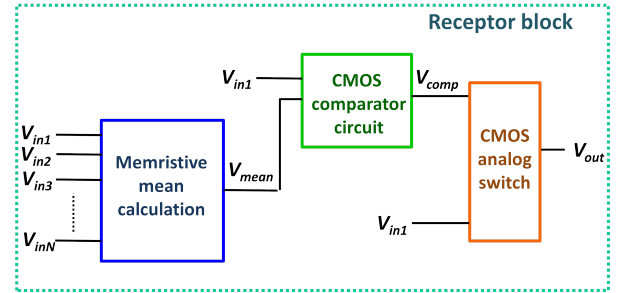 Receptor block
V_in1
CMOS
comparator
circuit
V_comp
V_in1
V_in2
V_in3
V_inN
Memristive
mean
calculation
V_mean
CMOS
analog
switch
V_out
V_in1